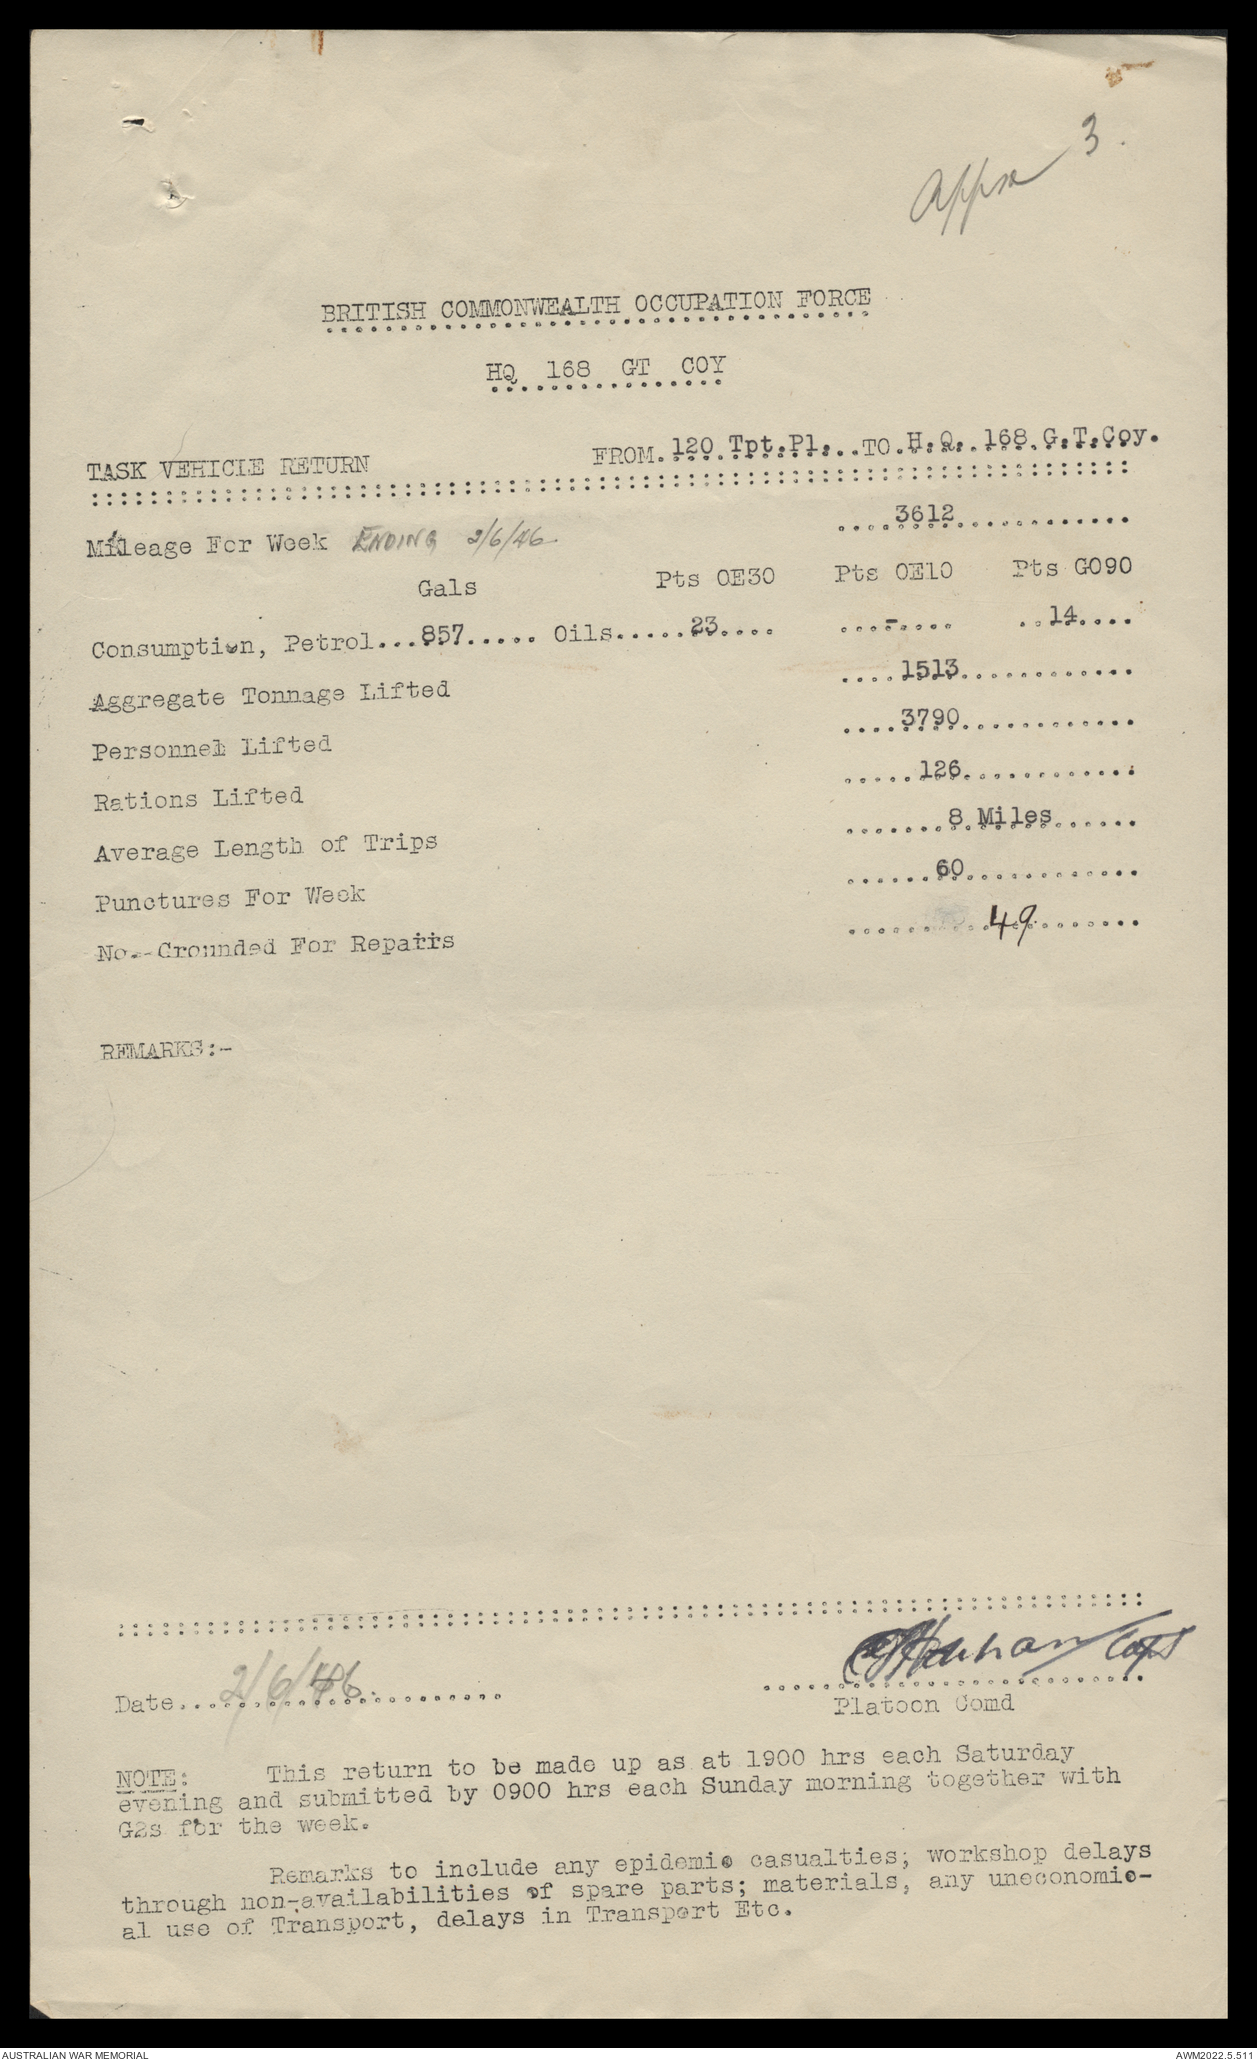 Appx 3.
BRITISH COMMONWEALTH OCCUPATION FORCE
HQ 168 GT COY
TASK VEHICLE RETURN FROM. 120 Tpt.Pl. ..TO.H.Q. 168 G.T.Coy.
Mileage For Week ENDING 2/6/46. ....3612...............
Gals Pts OE30 Pts OE10 Pts GO90
Consumption, Petrol...857..... Oils.....23.... ....-.... ..14....
Aggregate Tonnage Lifted ....1513...............
Personnel Lifted ....3790...............
Rations Lifted .....126..............
Average Length of Trips .......8 Miles......
Punctures For Week ......60.............
No.-Grounded For Repairs ............49.........
REMARKS:-
Date...2/6/46...........
Capt
Platoon Comd
NOTE: This return to be made up as at 1900 hrs each Saturday
evening and submitted by 0900 hrs each Sunday morning together with
G2s for the week.
Remarks to include any epidemic casualties; workshop delays
through non-availabilities of spare parts; materials, any uneconomic-
al use of Transport, delays in Transport Etc.
AUSTRALIAN WAR MEMORIAL AWM2022.5.511